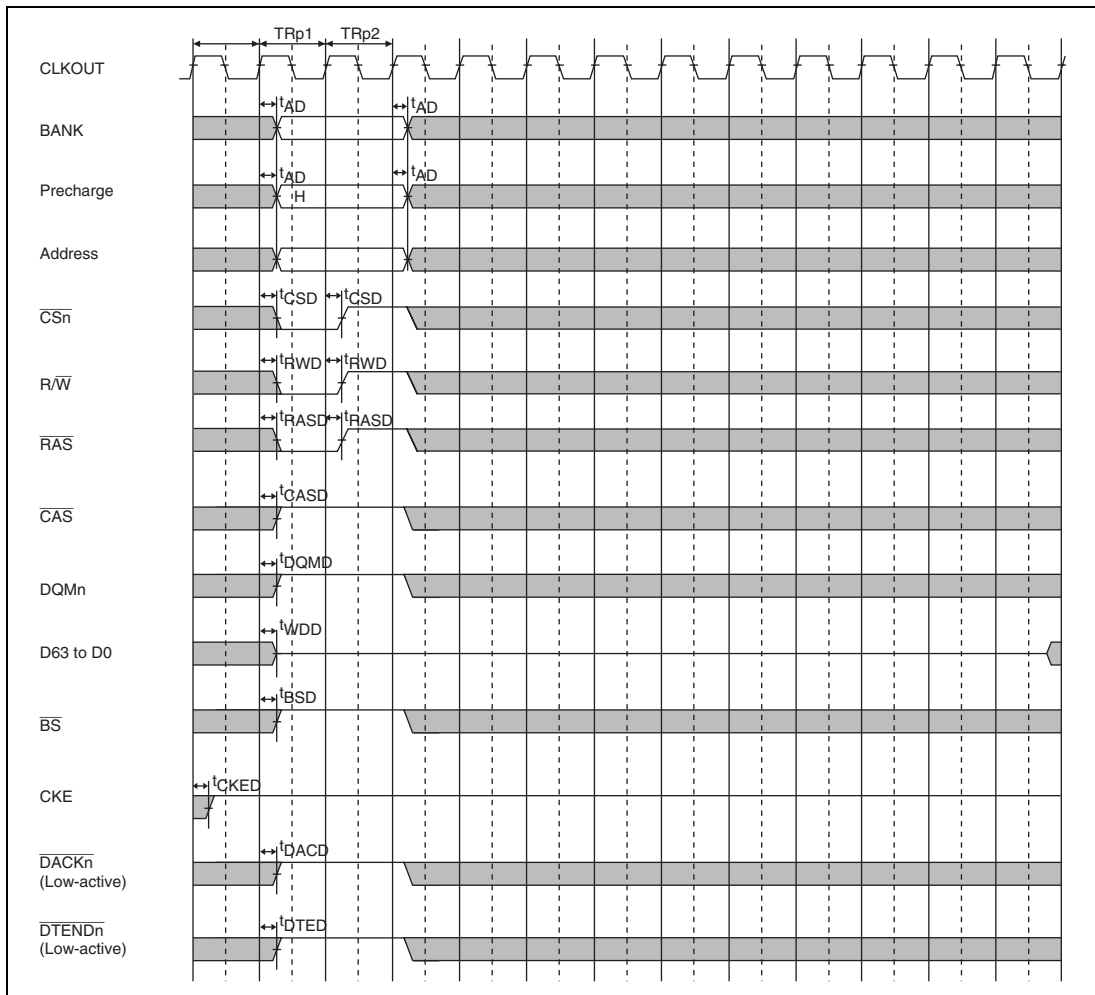 TRp1 TRp2
CLKOUT
tAD tAD
BANK
tAD tAD
Precharge H
Address
tCSD tCSD
CSn
tRWD tRWD
R/W
tRASD tRASD
RAS
tCASD
CAS
tDQMD
DQMn
tWDD
D63 to D0
tBSD
BS
tCKED
CKE
tDACD
DACKn
(Low-active)
tDTED
DTENDn
(Low-active)